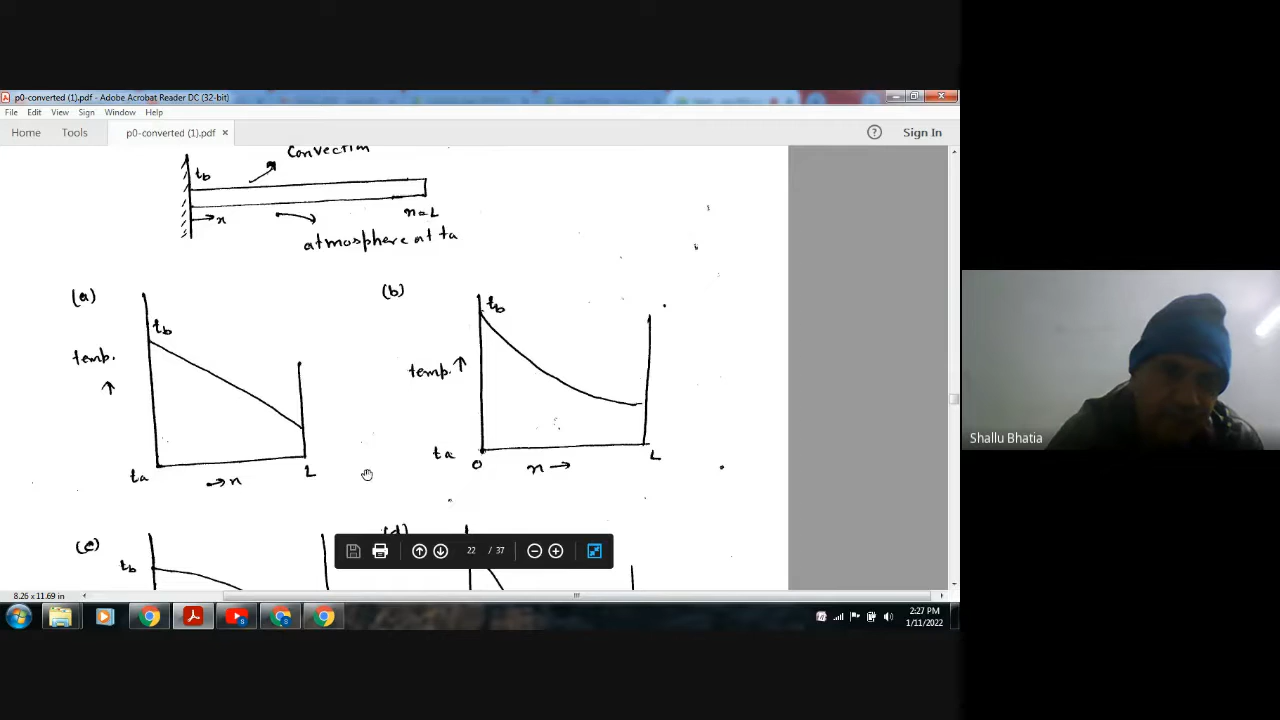 p0-converted (1).pdf - Adobe Acrobat Reader DC (32-bit)
File Edit View Sign Window Help
Home Tools p0-converted (1).pdf × ? Sign In
Convection
tb
x
x=L
atmosphere at ta
(a)
tb
temp.
ta
x
L
(b)
tb
temp.
ta
0
x
L
(c)
tb
(d)
22 / 37
8.26 x 11.69 in
2:27 PM
1/11/2022
Shallu Bhatia